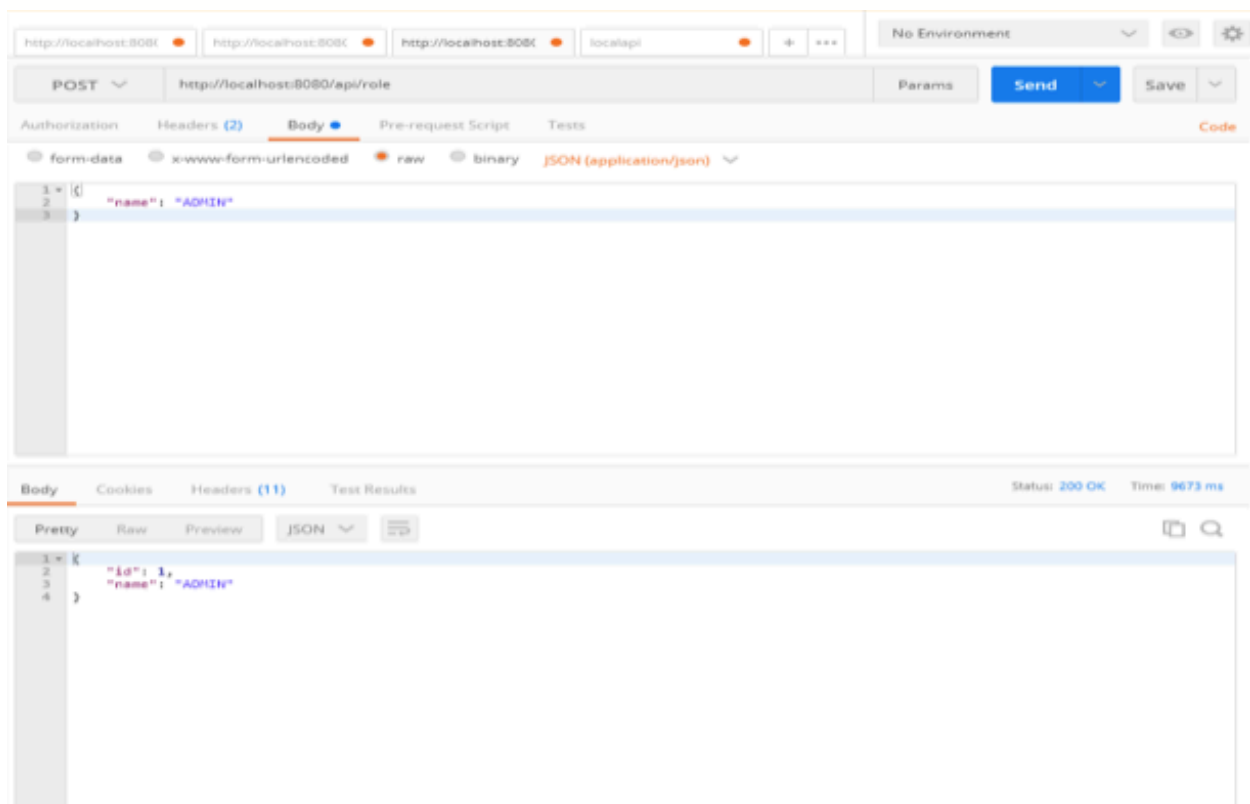 http://localhost:808( http://localhost:808( http://localhost:808( localapi + ••• No Environment
POST http://localhost:8080/api/role Params Send Save
Authorization Headers (2) Body Pre-request Script Tests Code
form-data x-www-form-urlencoded raw binary JSON (application/json)
1 {
2 "name": "ADMIN"
3 }
Body Cookies Headers (11) Test Results Status: 200 OK Time: 9673 ms
Pretty Raw Preview JSON
1 {
2 "id": 1,
3 "name": "ADMIN"
4 }